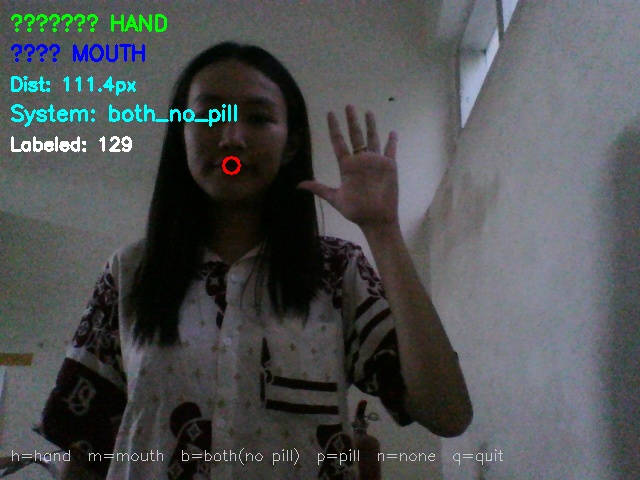 ??????? HAND
???? MOUTH
Dist: 111.4px
System: both_no_pill
Labeled: 129
h=hand m=mouth b=both(no pill) p=pill n=none q=quit